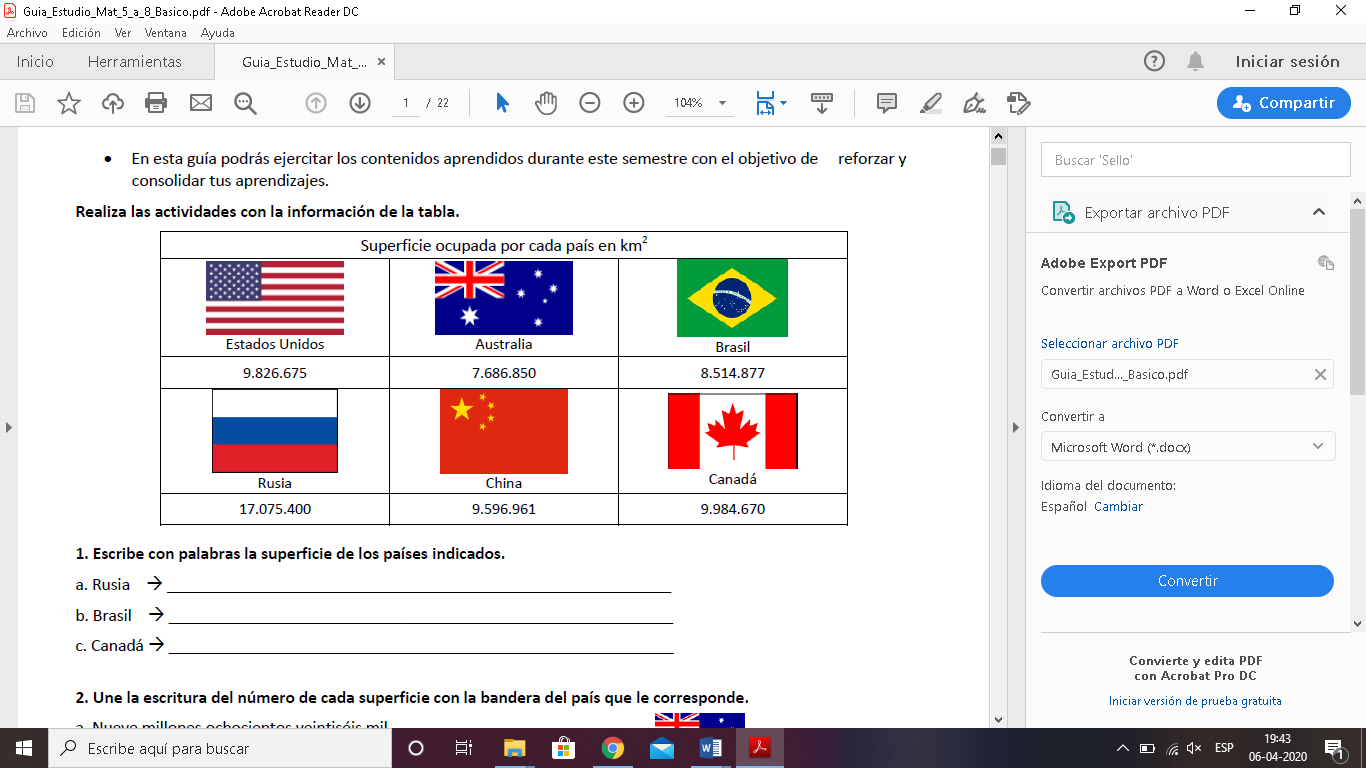 Guia_Estudio_Mat_5_a_8_Basico.pdf - Adobe Acrobat Reader DC
Archivo Edición Ver Ventana Ayuda
Inicio Herramientas Guia_Estudio_Mat_... × Iniciar sesión
1 / 22 104% Compartir
• En esta guía podrás ejercitar los contenidos aprendidos durante este semestre con el objetivo de reforzar y
consolidar tus aprendizajes.
Realiza las actividades con la información de la tabla.
Superficie ocupada por cada país en km²
Estados Unidos Australia Brasil
9.826.675 7.686.850 8.514.877
Rusia China Canadá
17.075.400 9.596.961 9.984.670
1. Escribe con palabras la superficie de los países indicados.
a. Rusia →
b. Brasil →
c. Canadá →
2. Une la escritura del número de cada superficie con la bandera del país que le corresponde.
a. Nueve millones ochocientos veintiséis mil
Buscar 'Sello'
Exportar archivo PDF
Adobe Export PDF
Convertir archivos PDF a Word o Excel Online
Seleccionar archivo PDF
Guia_Estud..._Basico.pdf
Convertir a
Microsoft Word (*.docx)
Idioma del documento:
Español Cambiar
Convertir
Convierte y edita PDF
con Acrobat Pro DC
Iniciar versión de prueba gratuita
Escribe aquí para buscar
ESP
19:43
06-04-2020
1